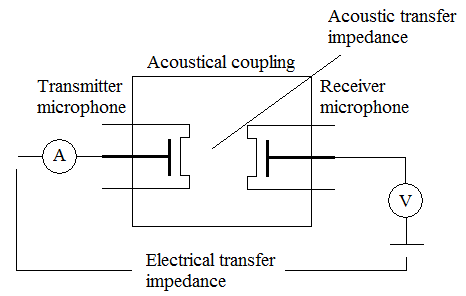 Acoustic transfer
impedance
Acoustical coupling
Transmitter
microphone
Receiver
microphone
A
V
Electrical transfer
impedance